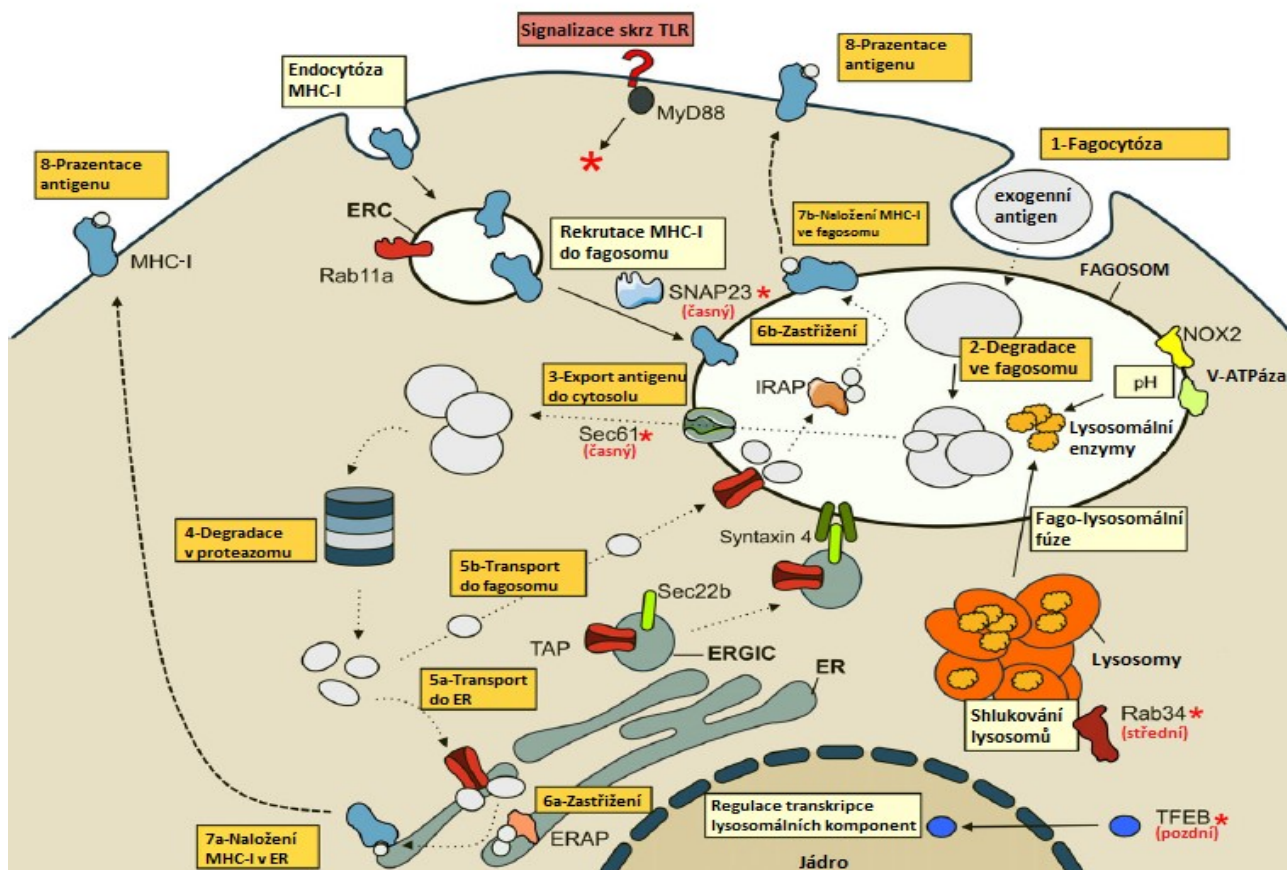 Signalizace skrz TLR
?
MyD88
*
Endocytóza
MHC-I
8-Prazentace
antigenu
8-Prazentace
antigenu
1-Fagocytóza
exogenní
antigen
MHC-I
ERC
Rab11a
Rekrutace MHC-I
do fagosomu
SNAP23*
(časný)
7b-Naložení MHC-I
ve fagosomu
FAGOSOM
NOX2
V-ATPáza
6b-Zastřižení
2-Degradace
ve fagosomu
pH
IRAP
Lysosomální
enzymy
3-Export antigenu
do cytosolu
Sec61*
(časný)
4-Degradace
v proteazomu
5b-Transport
do fagosomu
Syntaxin 4
Fago-lysosomální
fúze
Sec22b
TAP
ERGIC
ER
5a-Transport
do ER
Lysosomy
Shlukování
lysosomů
Rab34*
(střední)
6a-Zastřižení
ERAP
7a-Naložení
MHC-I v ER
Regulace transkripce
lysosomálních komponent
TFEB*
(pozdní)
Jádro